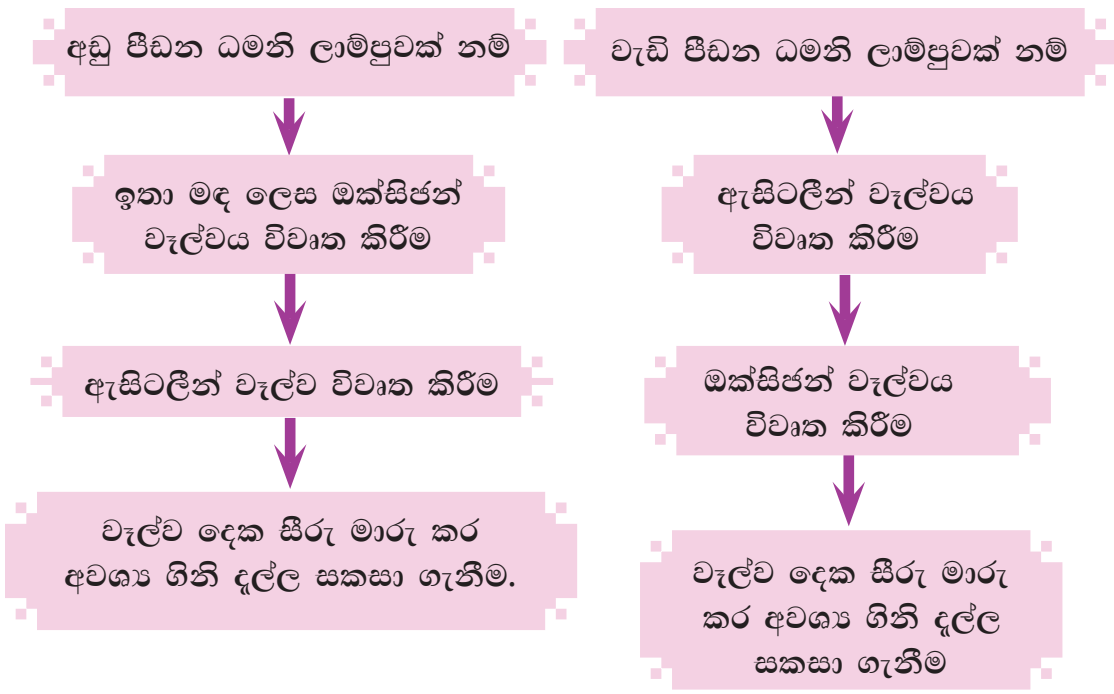 අඩු පීඩන ධමනි ලාම්පුවක් නම්
ඉතා මඳ ලෙස ඔක්සිජන්
වෑල්වය විවෘත කිරීම
ඇසිටලීන් වෑල්ව විවෘත කිරීම
වෑල්ව දෙක සීරු මාරු කර
අවශ්‍ය ගිනි දැල්ල සකසා ගැනීම.
වැඩි පීඩන ධමනි ලාම්පුවක් නම්
ඇසිටලීන් වෑල්වය
විවෘත කිරීම
ඔක්සිජන් වෑල්වය
විවෘත කිරීම
වෑල්ව දෙක සීරු මාරු
කර අවශ්‍ය ගිනි දැල්ල
සකසා ගැනීම